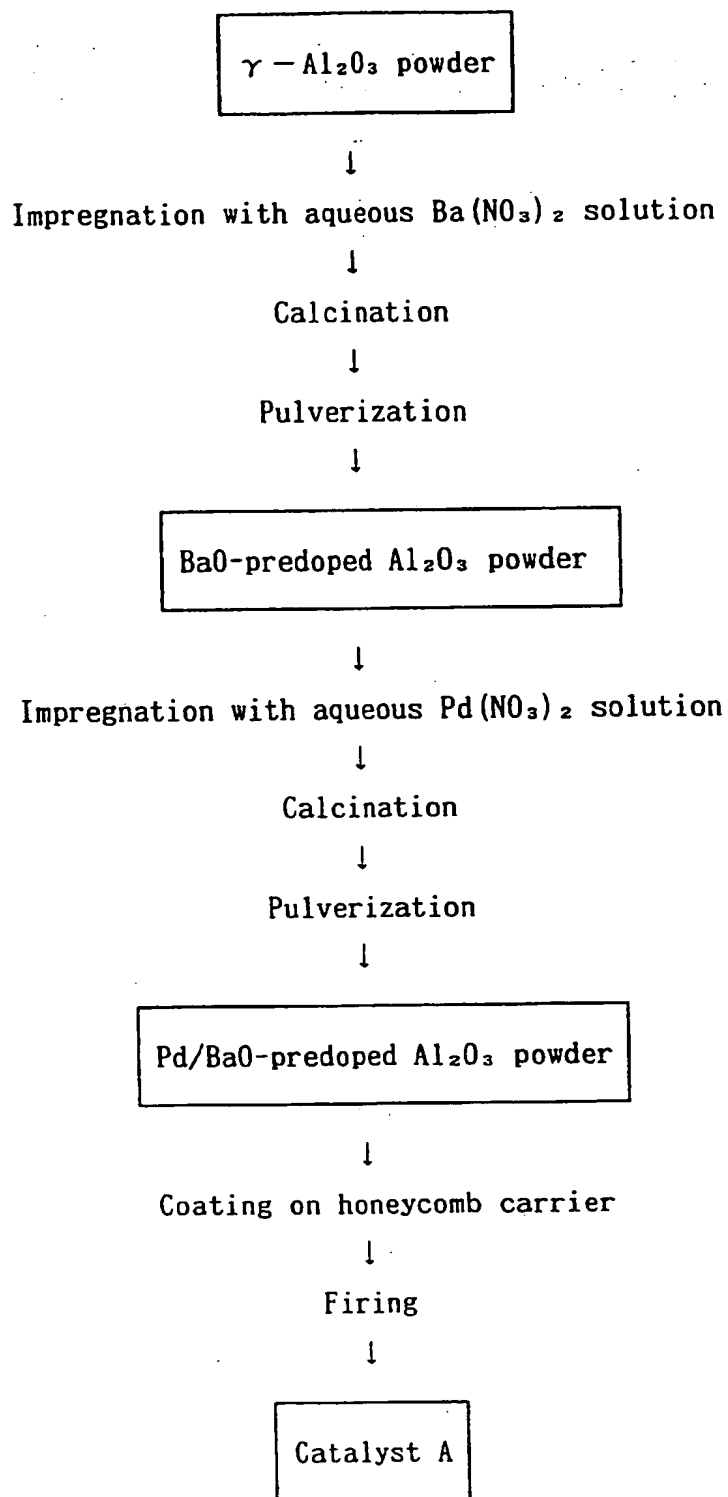 γ－Al₂O₃ powder
↓
Impregnation with aqueous Ba(NO₃)₂ solution
↓
Calcination
↓
Pulverization
↓
BaO-predoped Al₂O₃ powder
↓
Impregnation with aqueous Pd(NO₃)₂ solution
↓
Calcination
↓
Pulverization
↓
Pd/BaO-predoped Al₂O₃ powder
↓
Coating on honeycomb carrier
↓
Firing
↓
Catalyst A